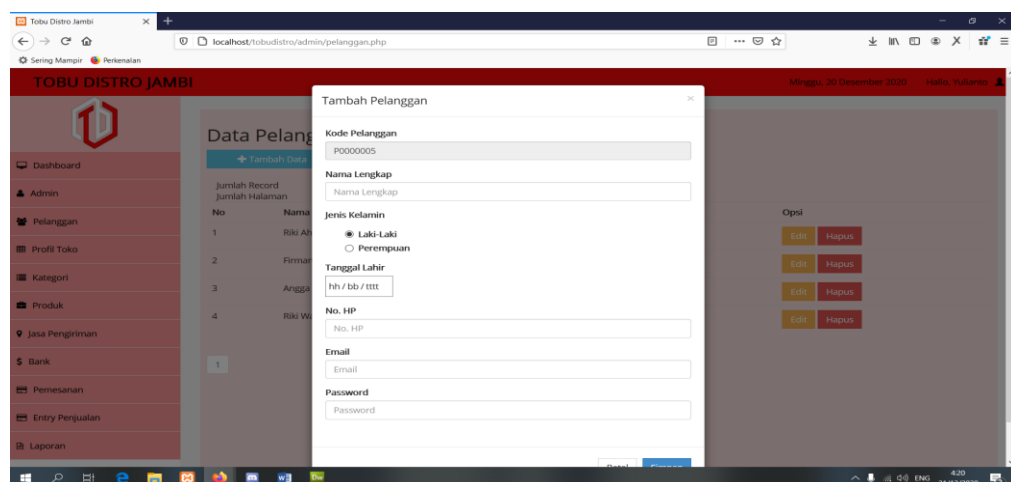 Tobu Distro Jambi
localhost/tobudistro/admin/pelanggan.php
Sering Mampir Perkenalan
TOBU DISTRO JAMBI
Minggu, 20 Desember 2020 Hallo, Yulianto
Dashboard
Admin
Pelanggan
Profil Toko
Kategori
Produk
Jasa Pengiriman
$ Bank
Pemesanan
Entry Penjualan
Laporan
Data Pelang
+ Tambah Data
Jumlah Record
Jumlah Halaman
No Nama Opsi
1 Riki Ah Edit Hapus
2 Firman Edit Hapus
3 Angga Edit Hapus
4 Riki Wa Edit Hapus
1
Tambah Pelanggan ×
Kode Pelanggan
P0000005
Nama Lengkap
Nama Lengkap
Jenis Kelamin
Laki-Laki
Perempuan
Tanggal Lahir
hh / bb / tttt
No. HP
No. HP
Email
Email
Password
Password
Batal Simpan
ENG 4:20